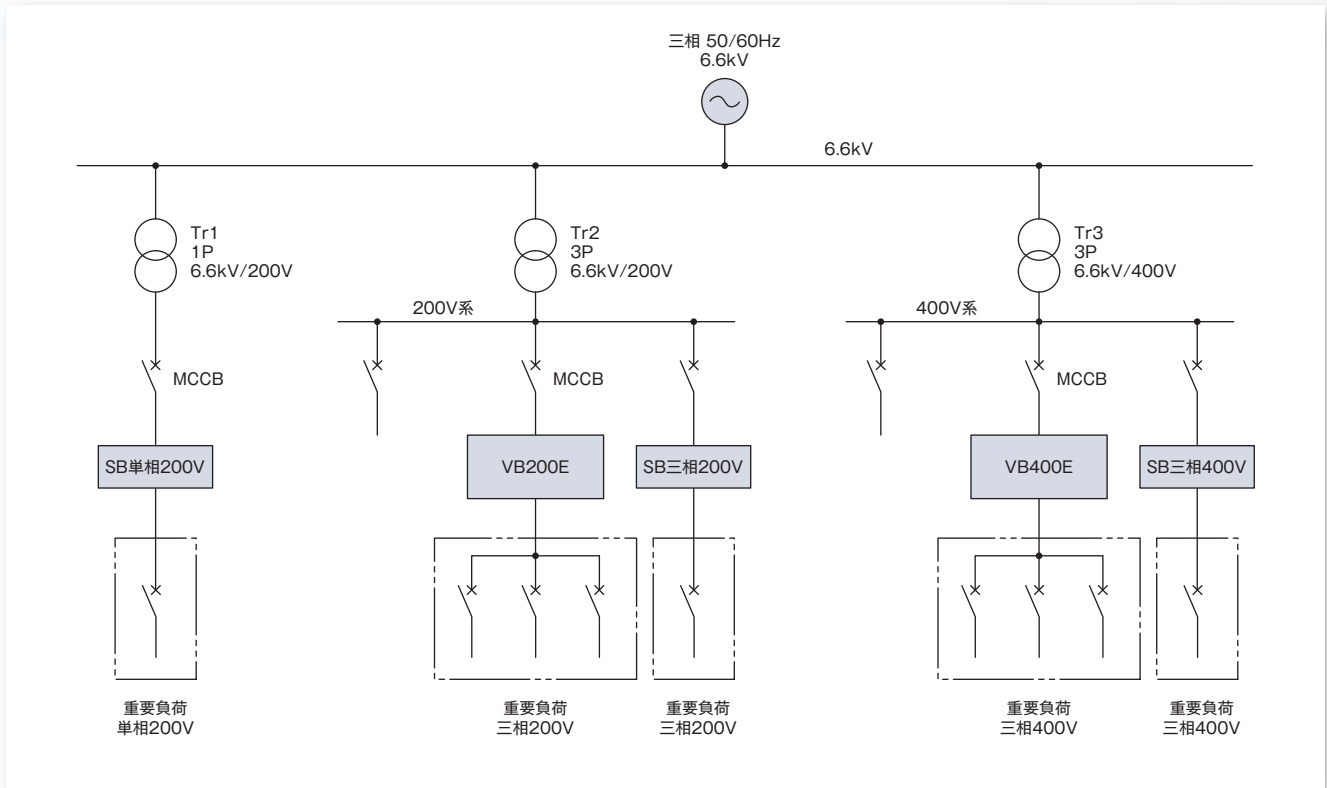 三相 50/60Hz
6.6kV
6.6kV
Tr1
1P
6.6kV/200V
Tr2
3P
6.6kV/200V
Tr3
3P
6.6kV/400V
200V系
400V系
MCCB
MCCB
MCCB
SB単相200V
VB200E
SB三相200V
VB400E
SB三相400V
重要負荷
単相200V
重要負荷
三相200V
重要負荷
三相200V
重要負荷
三相400V
重要負荷
三相400V